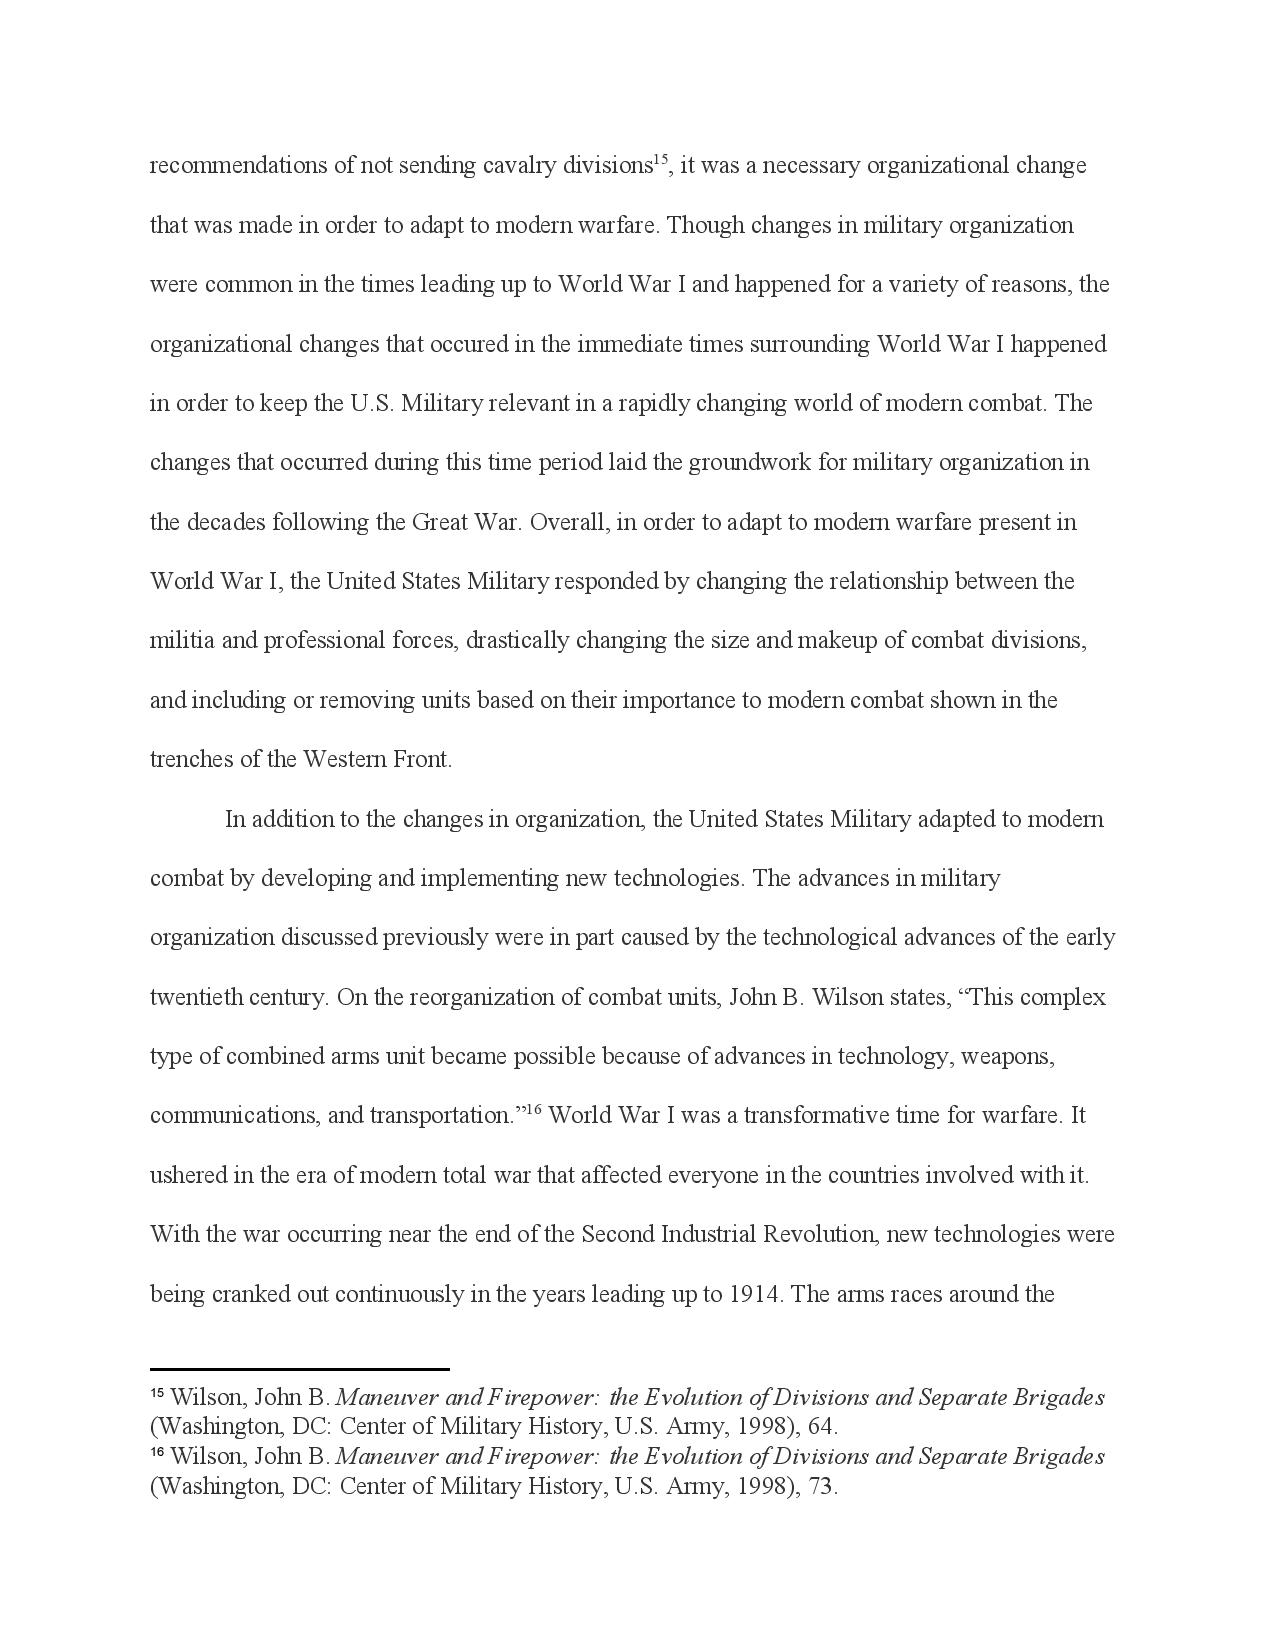 recommendations of not sending cavalry divisions15, it was a necessary organizational change
that was made in order to adapt to modern warfare. Though changes in military organization
were common in the times leading up to World War I and happened for a variety of reasons, the
organizational changes that occured in the immediate times surrounding World War I happened
in order to keep the U.S. Military relevant in a rapidly changing world of modern combat. The
changes that occurred during this time period laid the groundwork for military organization in
the decades following the Great War. Overall, in order to adapt to modern warfare present in
World War I, the United States Military responded by changing the relationship between the
militia and professional forces, drastically changing the size and makeup of combat divisions,
and including or removing units based on their importance to modern combat shown in the
trenches of the Western Front.
In addition to the changes in organization, the United States Military adapted to modern
combat by developing and implementing new technologies. The advances in military
organization discussed previously were in part caused by the technological advances of the early
twentieth century. On the reorganization of combat units, John B. Wilson states, “This complex
type of combined arms unit became possible because of advances in technology, weapons,
communications, and transportation.”16 World War I was a transformative time for warfare. It
ushered in the era of modern total war that affected everyone in the countries involved with it.
With the war occurring near the end of the Second Industrial Revolution, new technologies were
being cranked out continuously in the years leading up to 1914. The arms races around the
15 Wilson, John B. Maneuver and Firepower: the Evolution of Divisions and Separate Brigades
(Washington, DC: Center of Military History, U.S. Army, 1998), 64.
16 Wilson, John B. Maneuver and Firepower: the Evolution of Divisions and Separate Brigades
(Washington, DC: Center of Military History, U.S. Army, 1998), 73.